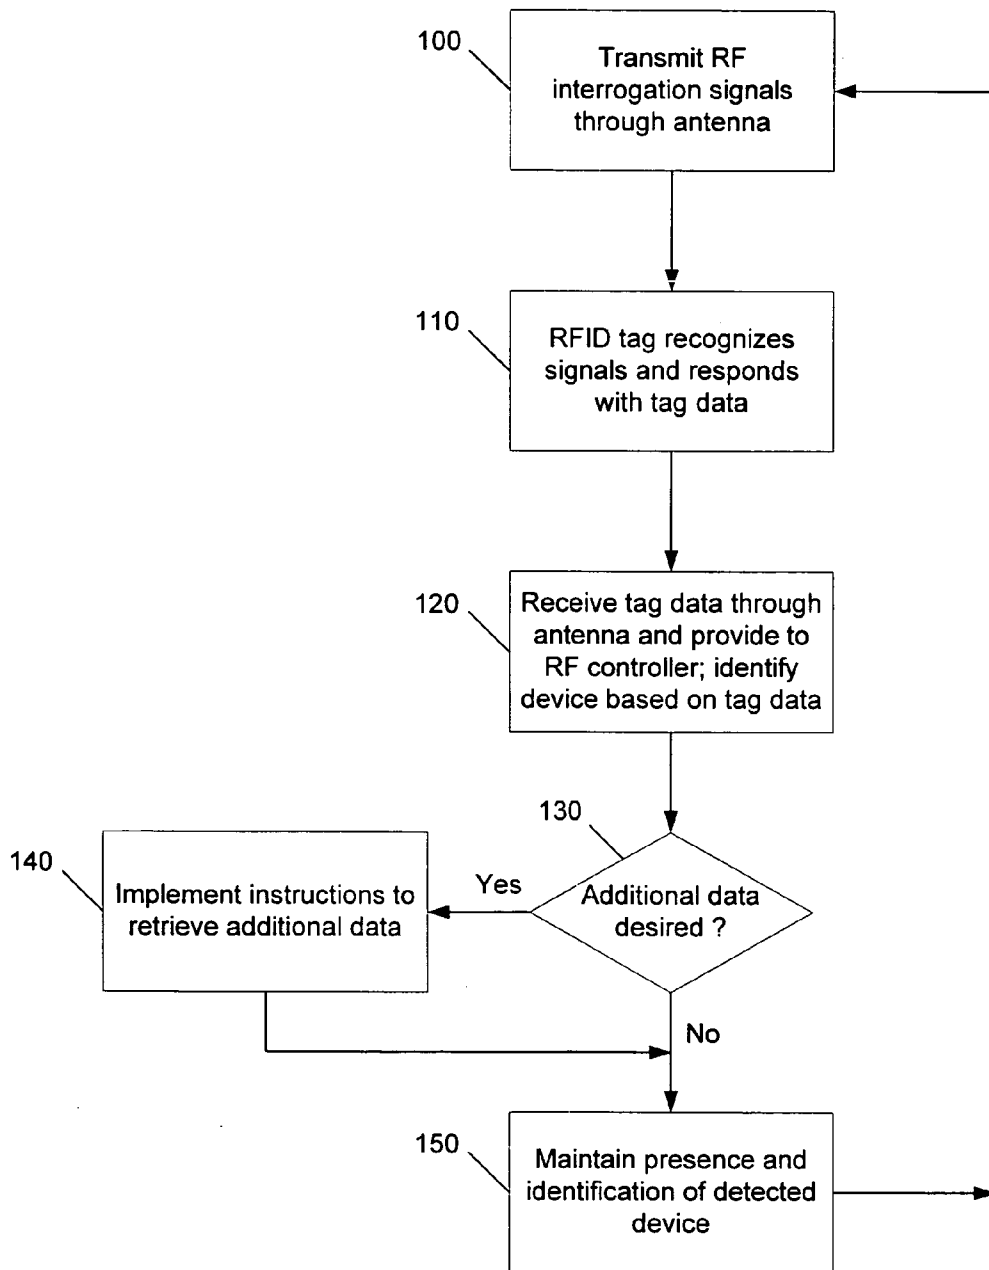 100
Transmit RF
interrogation signals
through antenna
110
RFID tag recognizes
signals and responds
with tag data
120
Receive tag data through
antenna and provide to
RF controller; identify
device based on tag data
130
Additional data
desired ?
Yes
140
Implement instructions to
retrieve additional data
No
150
Maintain presence and
identification of detected
device